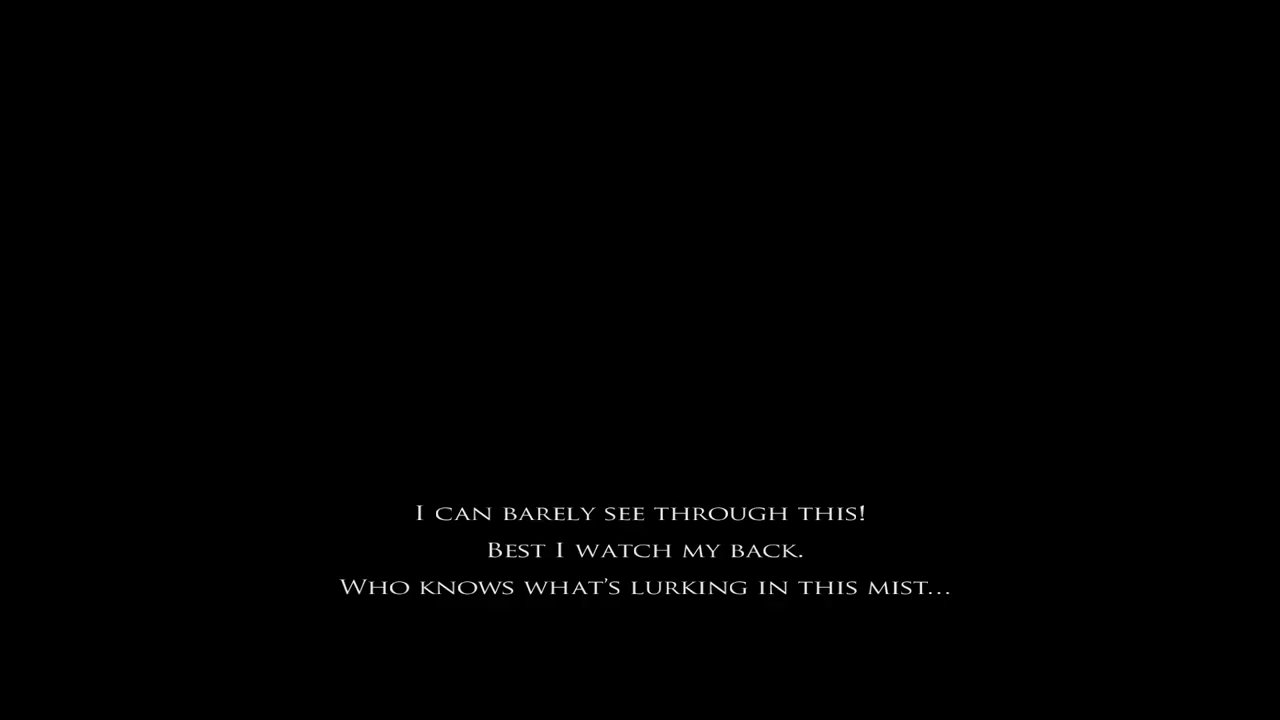 I can barely see through this!
Best I watch my back.
Who knows what's lurking in this mist...